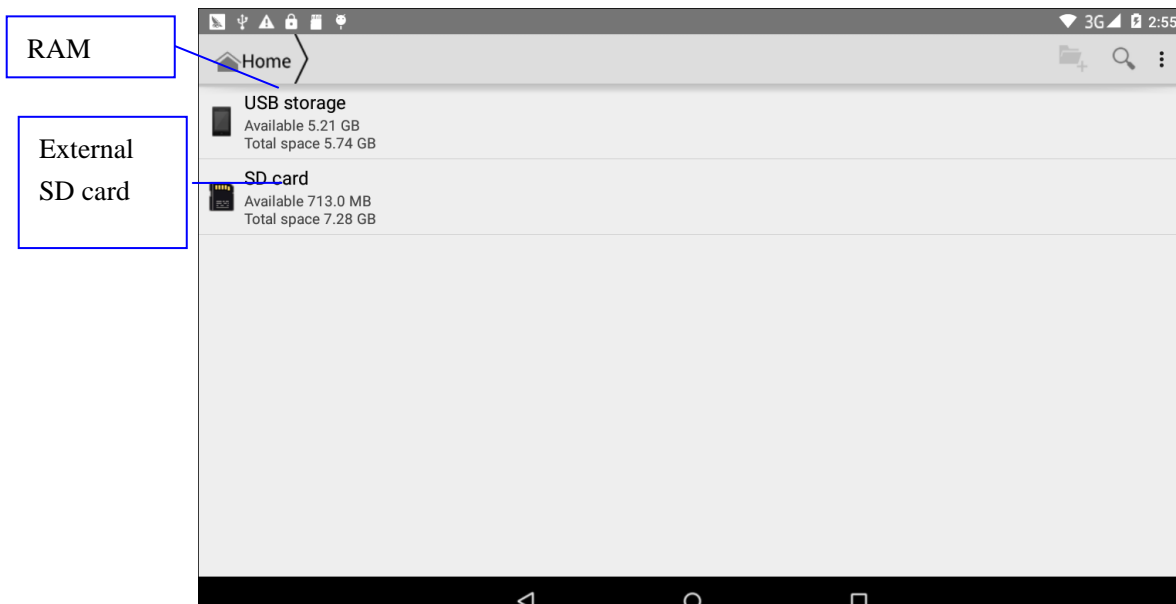 RAM
External
SD card
3G 2:55
Home
USB storage
Available 5.21 GB
Total space 5.74 GB
SD card
Available 713.0 MB
Total space 7.28 GB